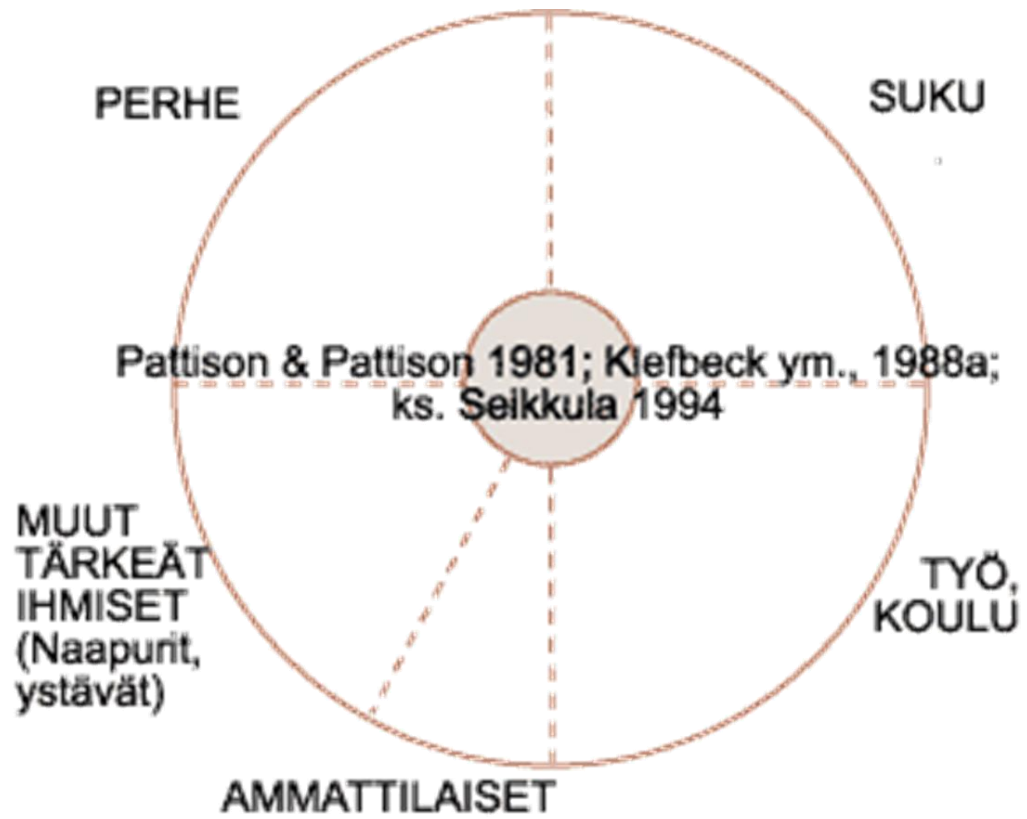 PERHE
SUKU
Pattison & Pattison 1981; Klefbeck ym., 1988a;
ks. Seikkula 1994
MUUT
TÄRKEÄT
IHMISET
(Naapurit,
ystävät)
TYÖ,
KOULU
AMMATTILAISET